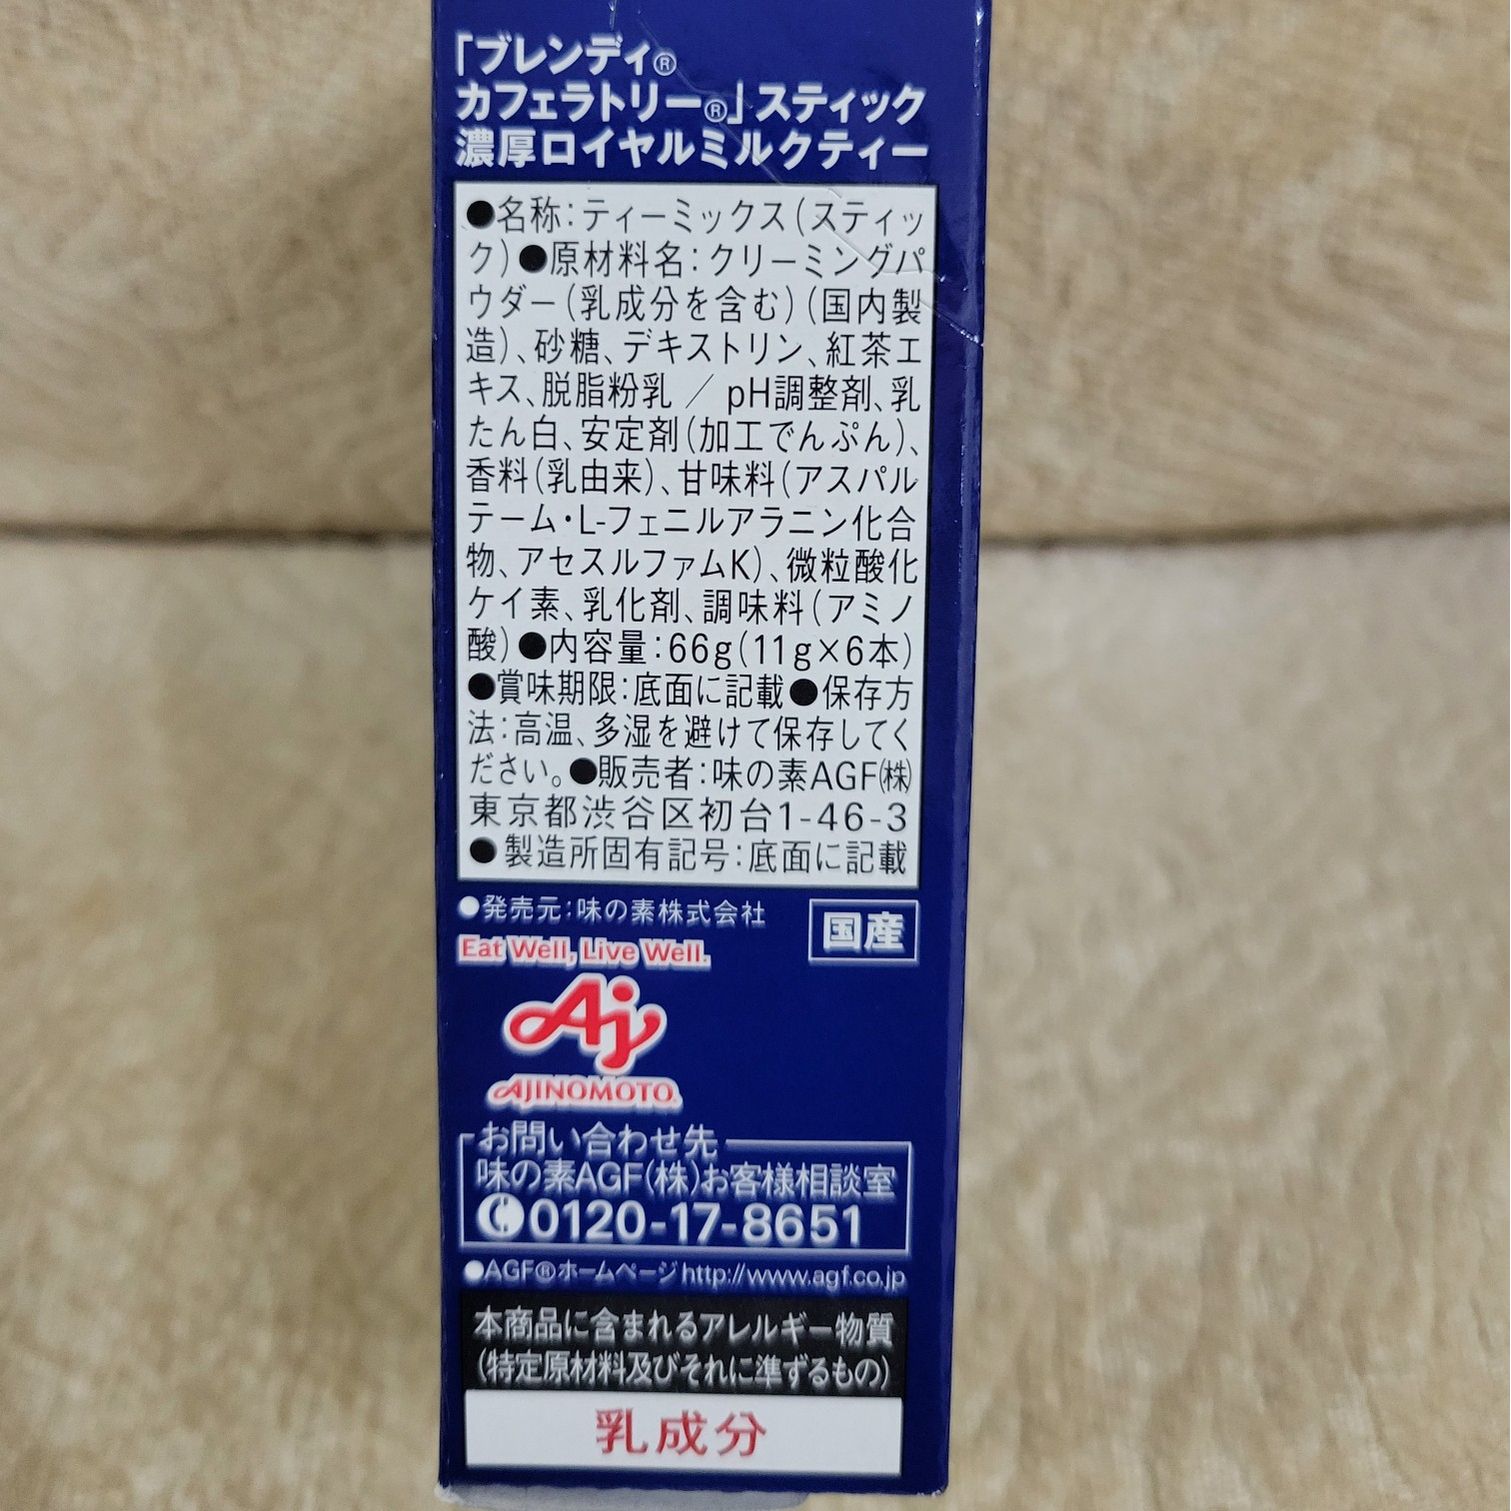 「ブレンディ®
カフェラトリー®」スティック
濃厚ロイヤルミルクティー
●名称:ティーミックス(スティッ
ク)●原材料名:クリーミングパ
ウダー(乳成分を含む)(国内製
造)、砂糖、デキストリン、紅茶エ
キス、脱脂粉乳 / pH調整剤、乳
たん白、安定剤(加工でんぷん)、
香料(乳由来)、甘味料(アスパル
テーム・L-フェニルアラニン化合
物、アセスルファムK)、微粒酸化
ケイ素、乳化剤、調味料(アミノ
酸)●内容量:66g(11g×6本)
●賞味期限:底面に記載●保存方
法:高温、多湿を避けて保存してく
ださい。●販売者:味の素AGF㈱
東京都渋谷区初台1-46-3
●製造所固有記号:底面に記載
●発売元:味の素株式会社
国産
Eat Well, Live Well.
Aj
AJINOMOTO
お問い合わせ先
味の素AGF(株)お客様相談室
0120-17-8651
●AGF®ホームページhttp://www.agf.co.jp
本商品に含まれるアレルギー物質
(特定原材料及びそれに準ずるもの)
乳成分